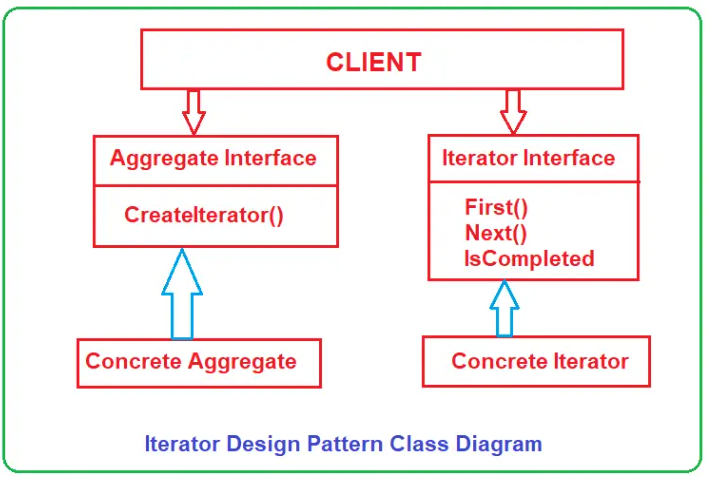 CLIENT
Aggregate Interface
CreateIterator()
Iterator Interface
First()
Next()
IsCompleted
Concrete Aggregate
Concrete Iterator
Iterator Design Pattern Class Diagram